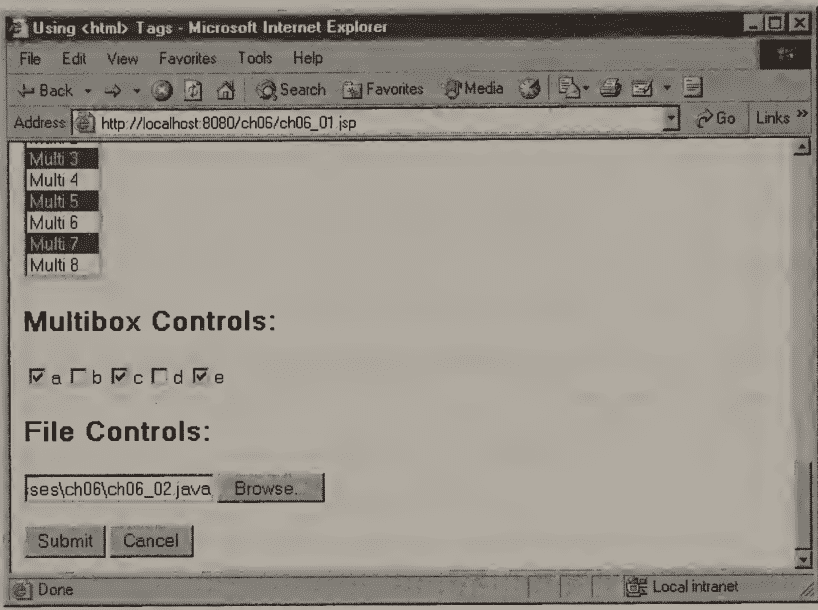 Using <html> Tags - Microsoft Internet Explorer
File Edit View Favorites Tools Help
Back Search Favorites Media
Address http://localhost:8080/ch06/ch06_01.jsp Go Links »
Multi 3
Multi 4
Multi 5
Multi 6
Multi 7
Multi 8
Multibox Controls:
a b c d e
File Controls:
ses\ch06\ch06_02.java Browse...
Submit Cancel
Done Local intranet